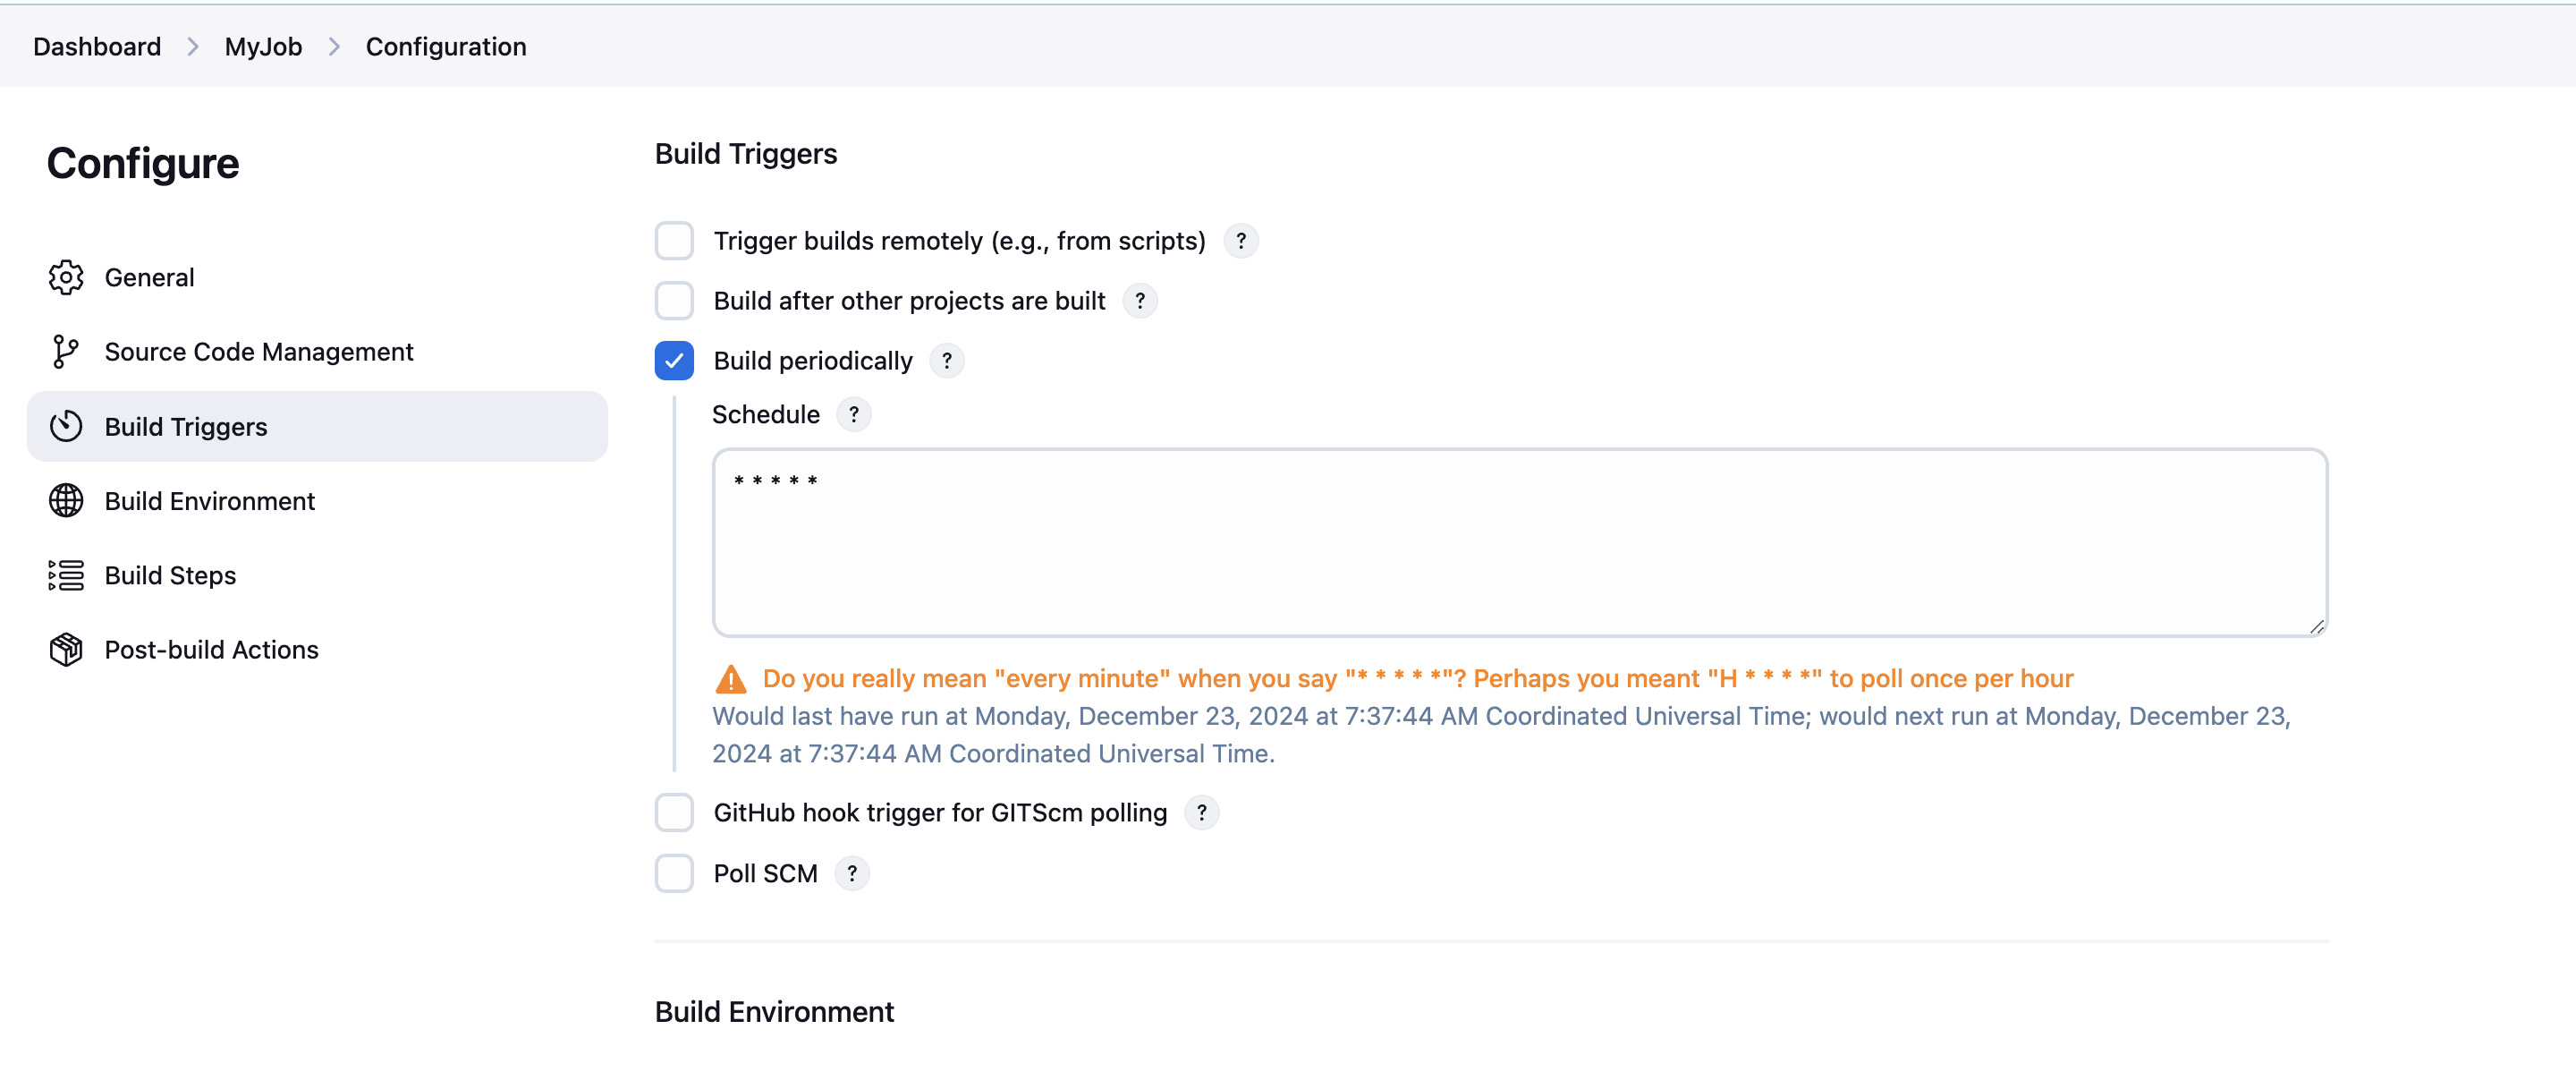 Dashboard > MyJob > Configuration
Configure
General
Source Code Management
Build Triggers
Build Environment
Build Steps
Post-build Actions
Build Triggers
Trigger builds remotely (e.g., from scripts) ?
Build after other projects are built ?
Build periodically ?
Schedule ?
* * * * *
Do you really mean "every minute" when you say "* * * * *"? Perhaps you meant "H * * * *" to poll once per hour
Would last have run at Monday, December 23, 2024 at 7:37:44 AM Coordinated Universal Time; would next run at Monday, December 23,
2024 at 7:37:44 AM Coordinated Universal Time.
GitHub hook trigger for GITScm polling ?
Poll SCM ?
Build Environment